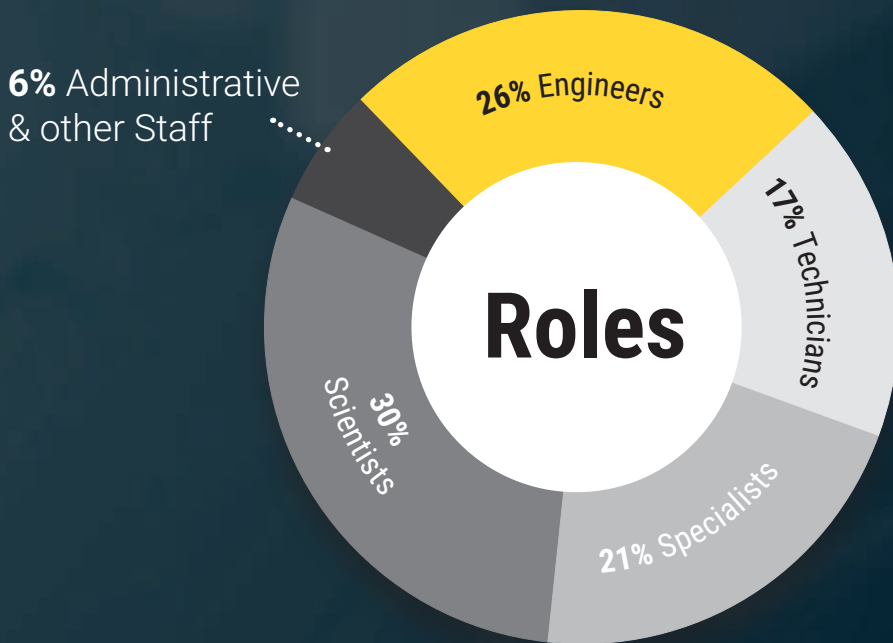 6% Administrative
& other Staff
26% Engineers
17% Technicians
Roles
30%
Scientists
21% Specialists